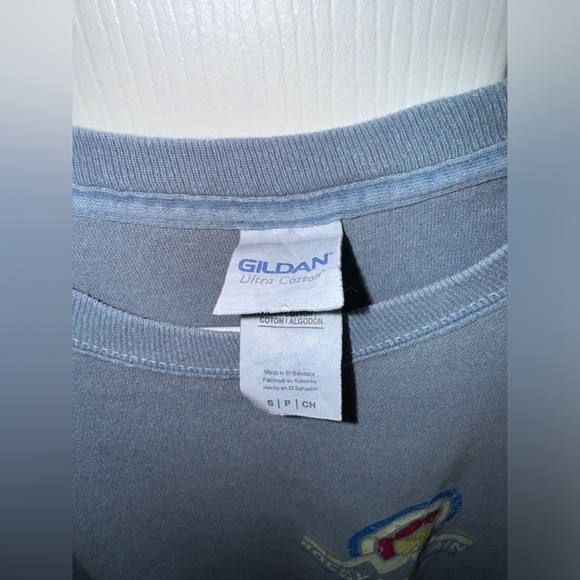 GILDAN
Ultra Cotton
COTON / ALGODON
Made in El Salvador
Fabriqué au Salvador
Hecho en El Salvador
S | P | CH